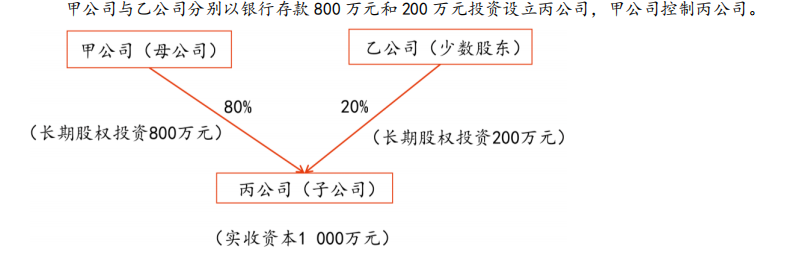 甲公司与乙公司分别以银行存款 800 万元和 200 万元投资设立丙公司，甲公司控制丙公司。
甲公司（母公司）
乙公司（少数股东）
80%
20%
（长期股权投资800万元）
（长期股权投资200万元）
丙公司（子公司）
（实收资本1 000万元）